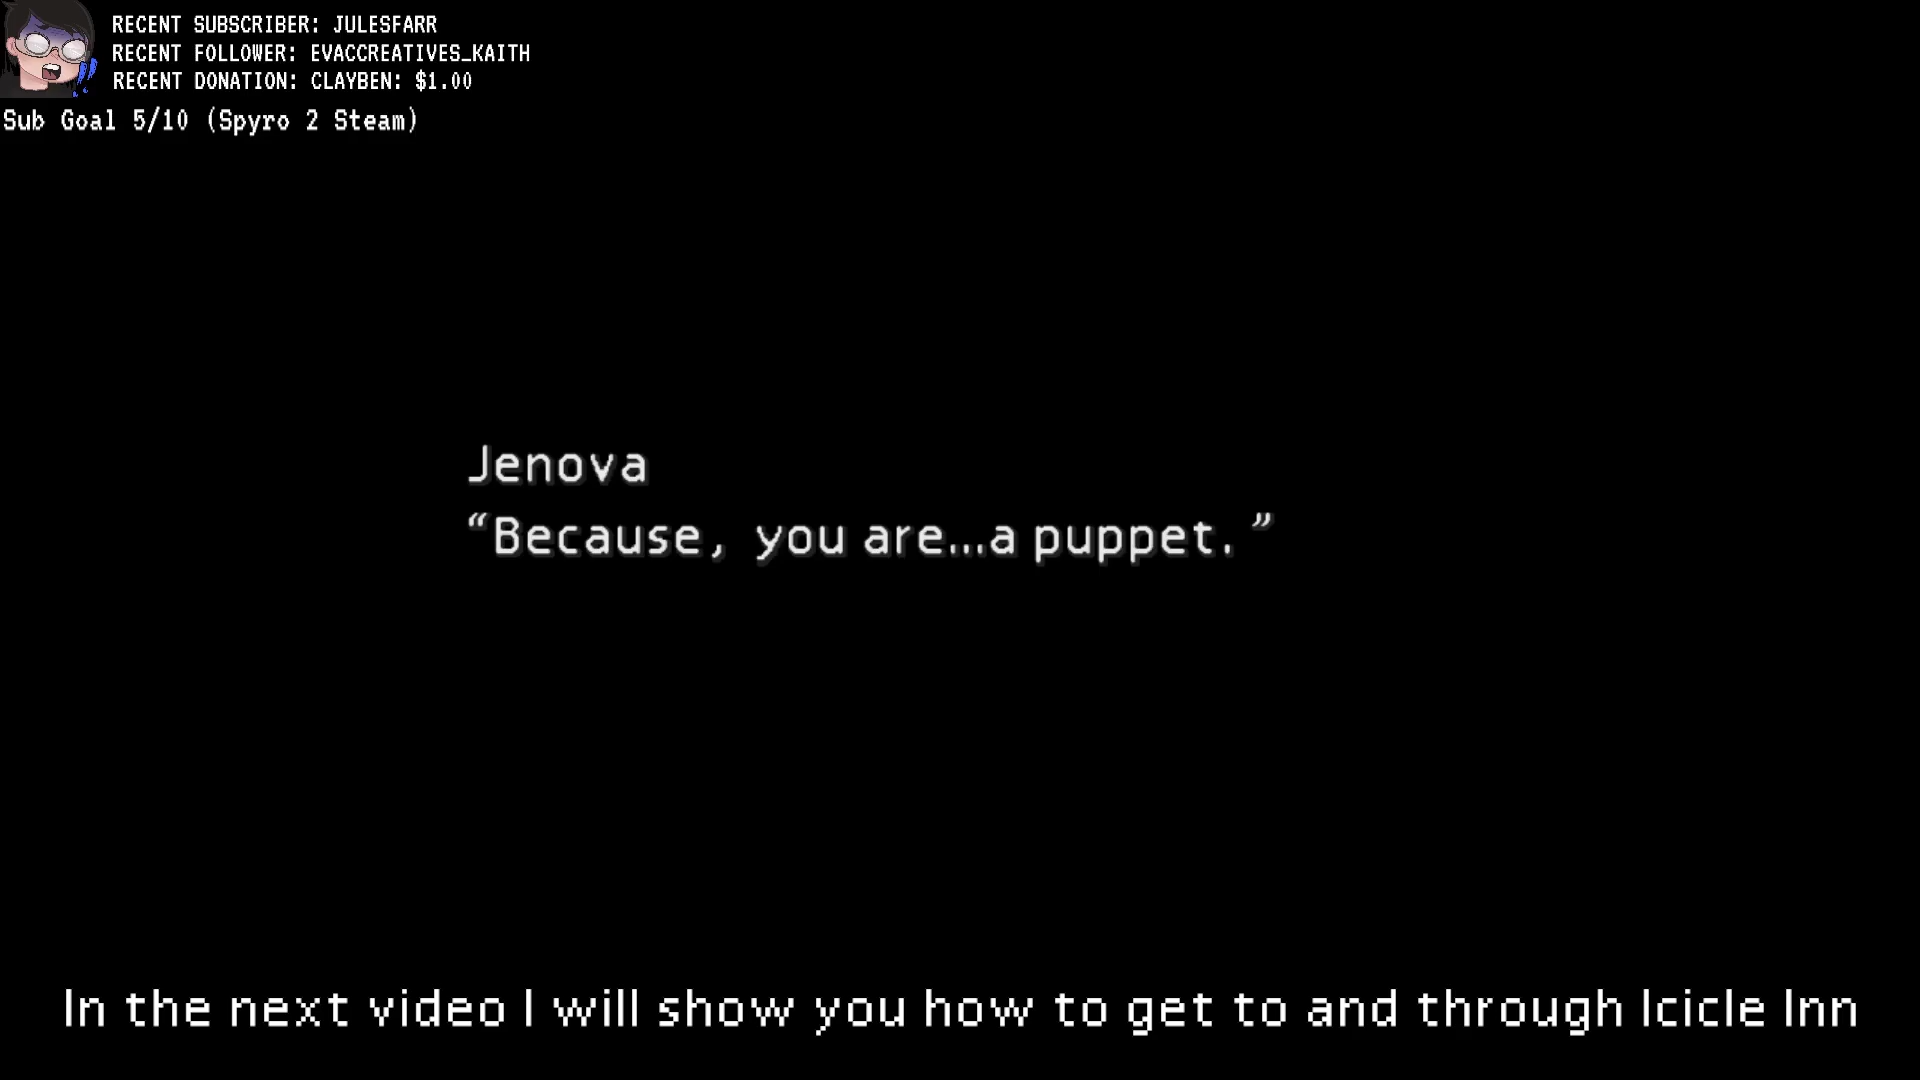 RECENT SUBSCRIBER: JULESFARR
RECENT FOLLOWER: EVACCREATIVES_KAITH
RECENT DONATION: CLAYBEN: $1.00
Sub Goal 5/10 (Spyro 2 Steam)
Jenova
“Because, you are...a puppet. ”
In the next video I will show you how to get to and through Icicle Inn